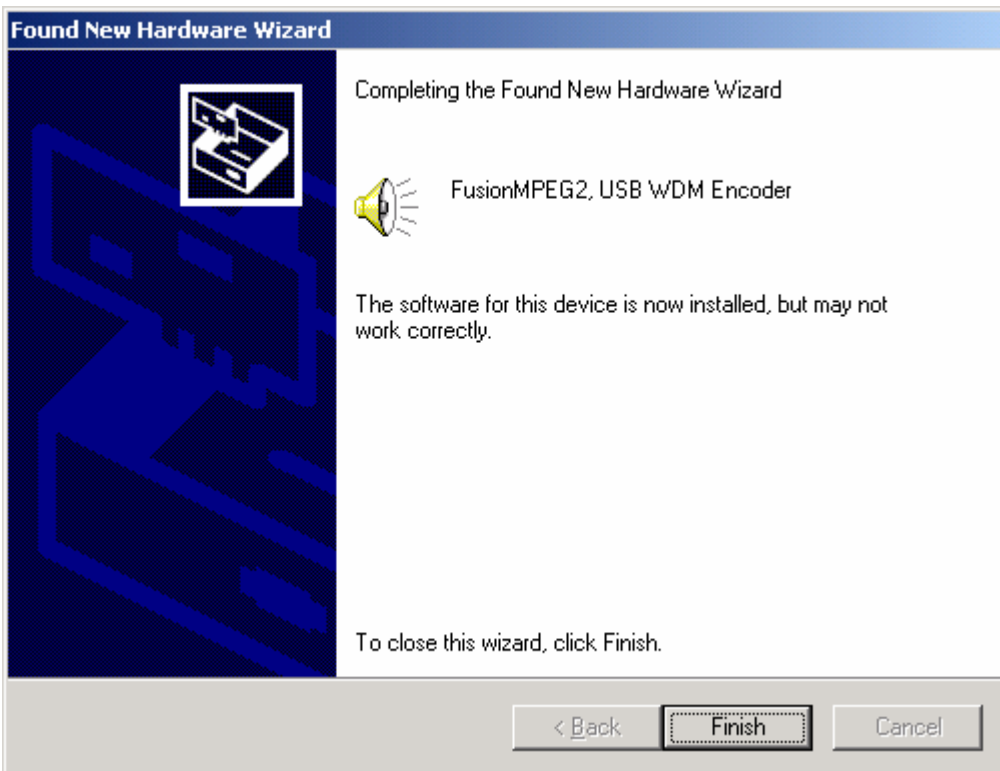 Found New Hardware Wizard
Completing the Found New Hardware Wizard
FusionMPEG2, USB WDM Encoder
The software for this device is now installed, but may not
work correctly.
To close this wizard, click Finish.
< Back
Finish
Cancel